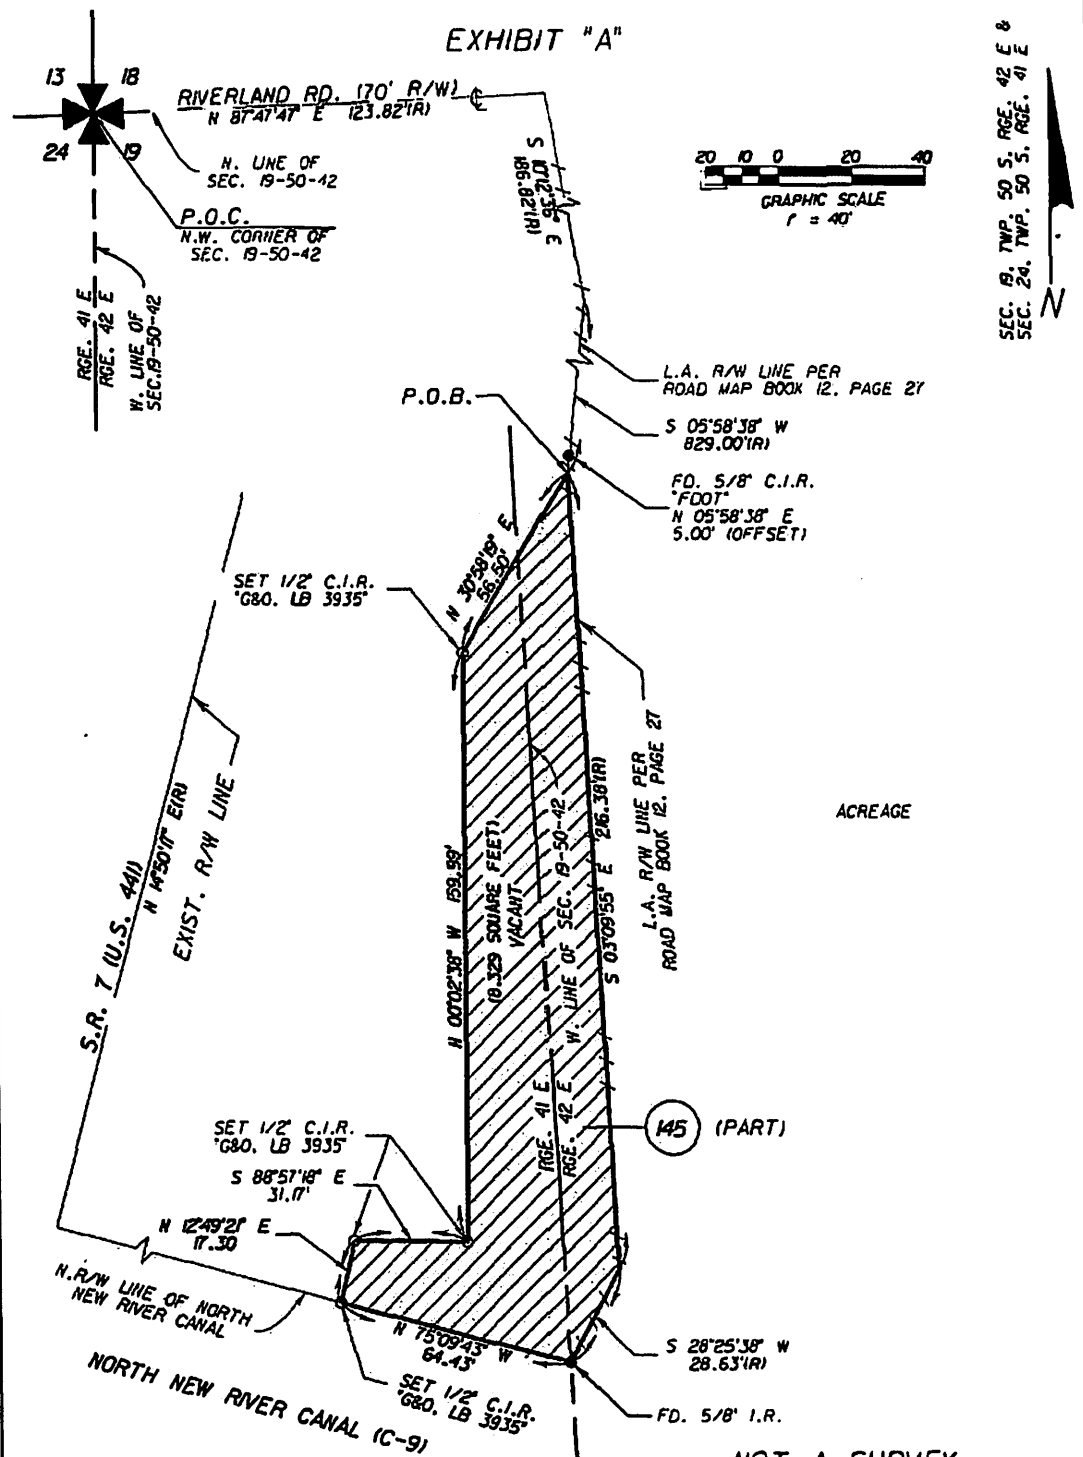 EXHIBIT "A"
13 18
24 19
RIVERLAND RD. (70' R/W)
N 87°47'47" E 123.82'(R)
N. LINE OF
SEC. 19-50-42
P.O.C.
N.W. CORNER OF
SEC. 19-50-42
RGE. 41 E
RGE. 42 E
W. LINE OF
SEC.19-50-42
S 10°12'36" E
186.82'(R)
20 10 0 20 40
GRAPHIC SCALE
1" = 40'
SEC. 19, TWP. 50 S. RGE. 42 E &
SEC. 24, TWP. 50 S. RGE. 41 E
N
L.A. R/W LINE PER
ROAD MAP BOOK 12, PAGE 27
P.O.B.
S 05°58'38" W
829.00'(R)
FD. 5/8" C.I.R.
"FDOT"
N 05°58'38" E
5.00' (OFFSET)
N 30°58'19" E
56.50'
SET 1/2" C.I.R.
"G&O. LB 3935"
L.A. R/W LINE PER
ROAD MAP BOOK 12, PAGE 27
S 03°09'55" E 216.38'(R)
W. LINE OF SEC. 19-50-42
(18,329 SQUARE FEET)
VACANT
N 00°02'38" W 159.99'
ACREAGE
S.R. 7 (U.S. 441)
N 14°50'11" E(R)
EXIST. R/W LINE
RGE. 41 E
RGE. 42 E
145 (PART)
SET 1/2" C.I.R.
"G&O. LB 3935"
S 88°57'18" E
31.17'
N 12°49'21" E
17.30
N.R/W LINE OF NORTH
NEW RIVER CANAL
N 75°09'43" W
64.43'
S 28°25'38" W
28.63'(R)
SET 1/2" C.I.R.
"G&O. LB 3935"
FD. 5/8" I.R.
NORTH NEW RIVER CANAL (C-9)
NOT A SURVEY